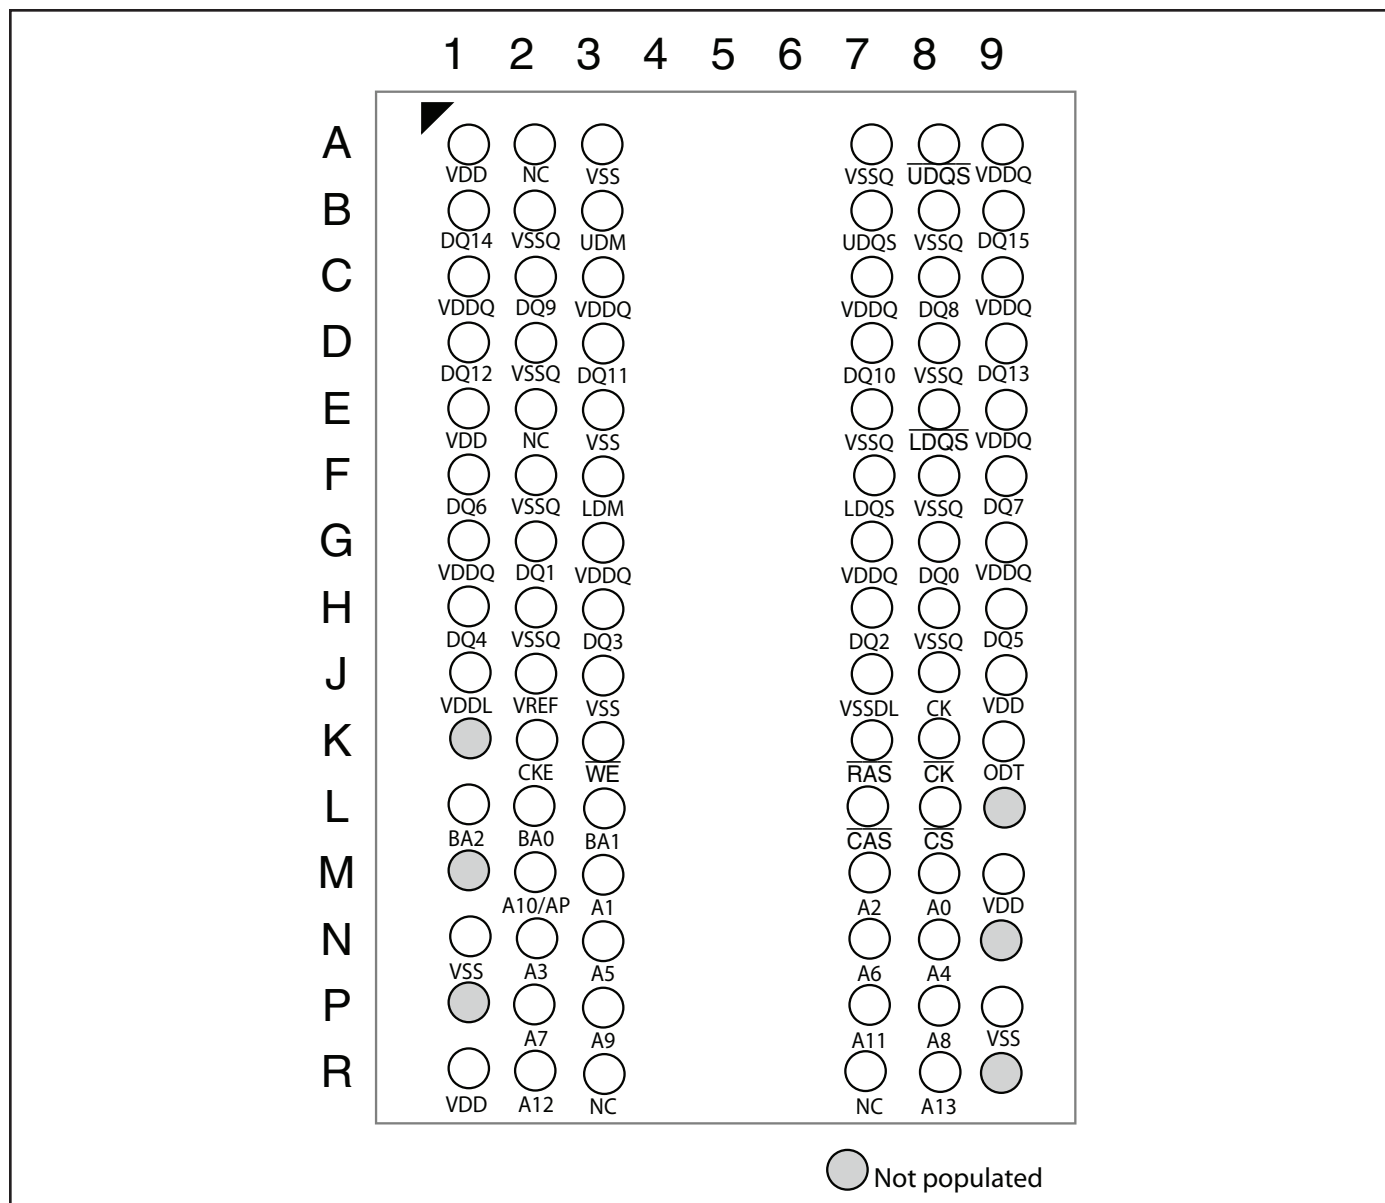 1 2 3 4 5 6 7 8 9
A
VDD NC VSS VSSQ UDQS VDDQ
B
DQ14 VSSQ UDM UDQS VSSQ DQ15
C
VDDQ DQ9 VDDQ VDDQ DQ8 VDDQ
D
DQ12 VSSQ DQ11 DQ10 VSSQ DQ13
E
VDD NC VSS VSSQ LDQS VDDQ
F
DQ6 VSSQ LDM LDQS VSSQ DQ7
G
VDDQ DQ1 VDDQ VDDQ DQ0 VDDQ
H
DQ4 VSSQ DQ3 DQ2 VSSQ DQ5
J
VDDL VREF VSS VSSDL CK VDD
K
CKE WE RAS CK ODT
L
BA2 BA0 BA1 CAS CS
M
A10/AP A1 A2 A0 VDD
N
VSS A3 A5 A6 A4
P
A7 A9 A11 A8 VSS
R
VDD A12 NC NC A13
Not populated